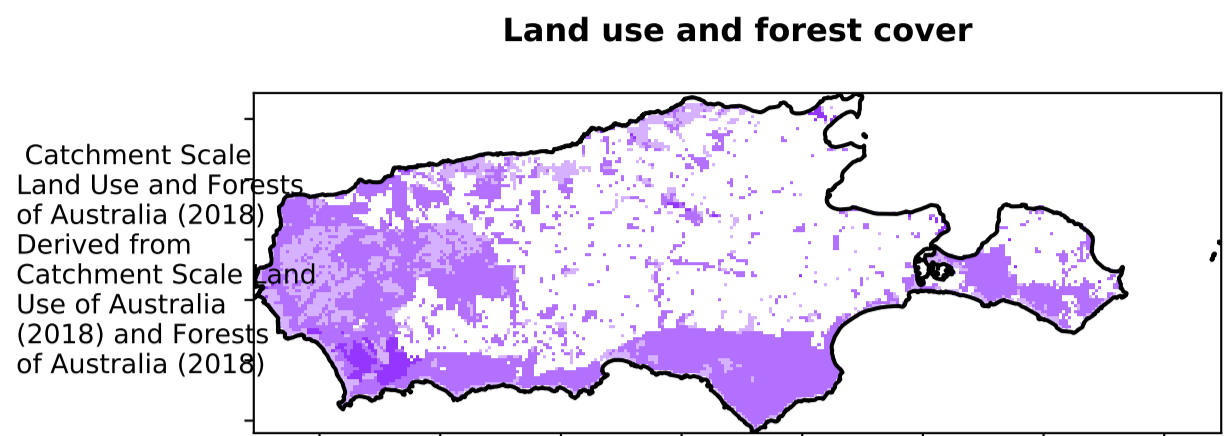 Land use and forest cover
Catchment Scale
Land Use and Forests
of Australia (2018)
Derived from
Catchment Scale Land
Use of Australia
(2018) and Forests
of Australia (2018)